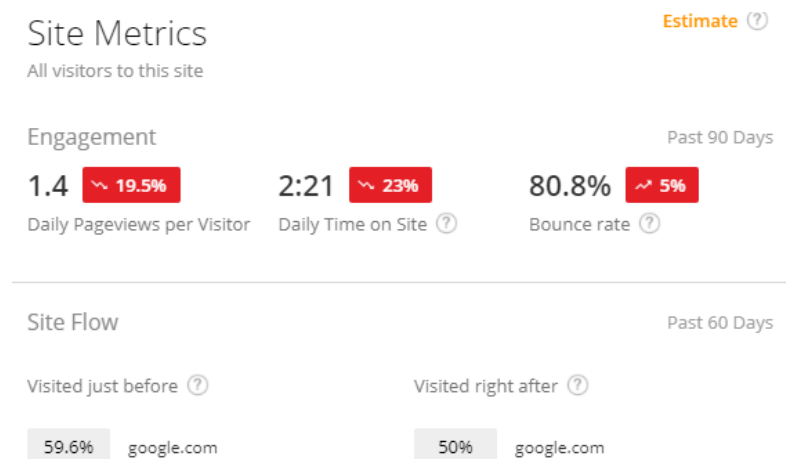 Site Metrics
Estimate ?
All visitors to this site
Engagement
Past 90 Days
1.4 19.5%
2:21 23%
80.8% 5%
Daily Pageviews per Visitor
Daily Time on Site ?
Bounce rate ?
Site Flow
Past 60 Days
Visited just before ?
Visited right after ?
59.6% google.com
50% google.com